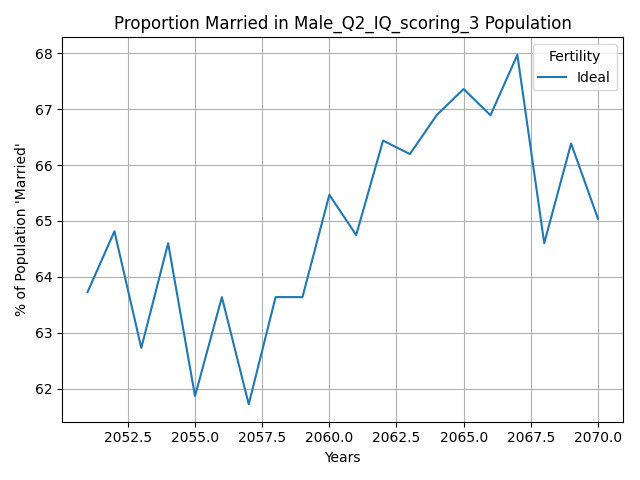 Proportion Married in Male_Q2_IQ_scoring_3 Population
Fertility
Ideal
% of Population 'Married'
68
67
66
65
64
63
62
2052.5 2055.0 2057.5 2060.0 2062.5 2065.0 2067.5 2070.0
Years